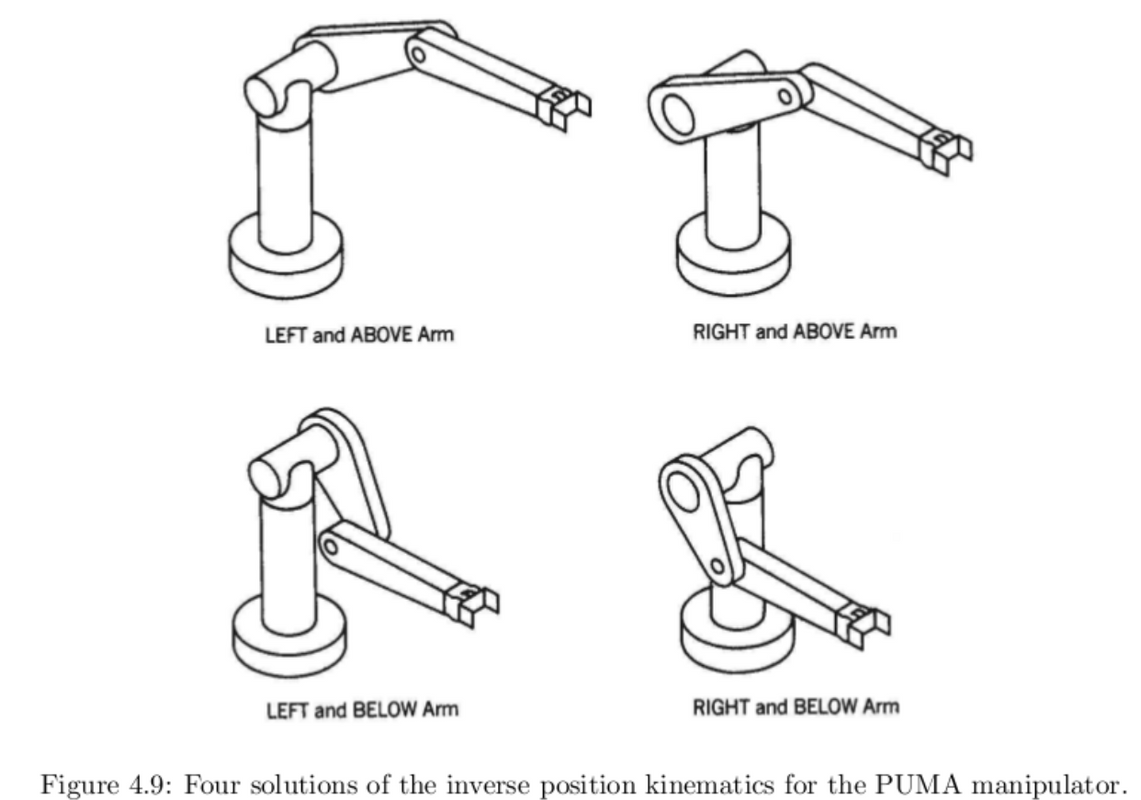 LEFT and ABOVE Arm
RIGHT and ABOVE Arm
LEFT and BELOW Arm
RIGHT and BELOW Arm
Figure 4.9: Four solutions of the inverse position kinematics for the PUMA manipulator.